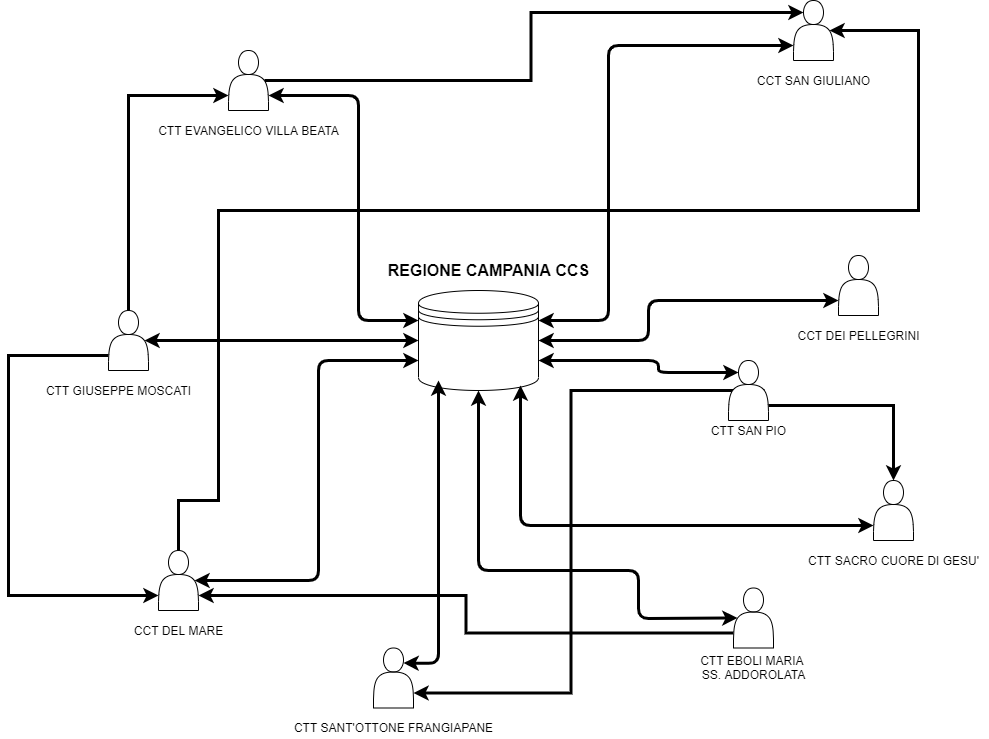 CCT SAN GIULIANO
CTT EVANGELICO VILLA BEATA
REGIONE CAMPANIA CCS
CCT DEI PELLEGRINI
CTT GIUSEPPE MOSCATI
CTT SAN PIO
CTT SACRO CUORE DI GESU'
CCT DEL MARE
CTT EBOLI MARIA
SS. ADDOROLATA
CTT SANT'OTTONE FRANGIAPANE